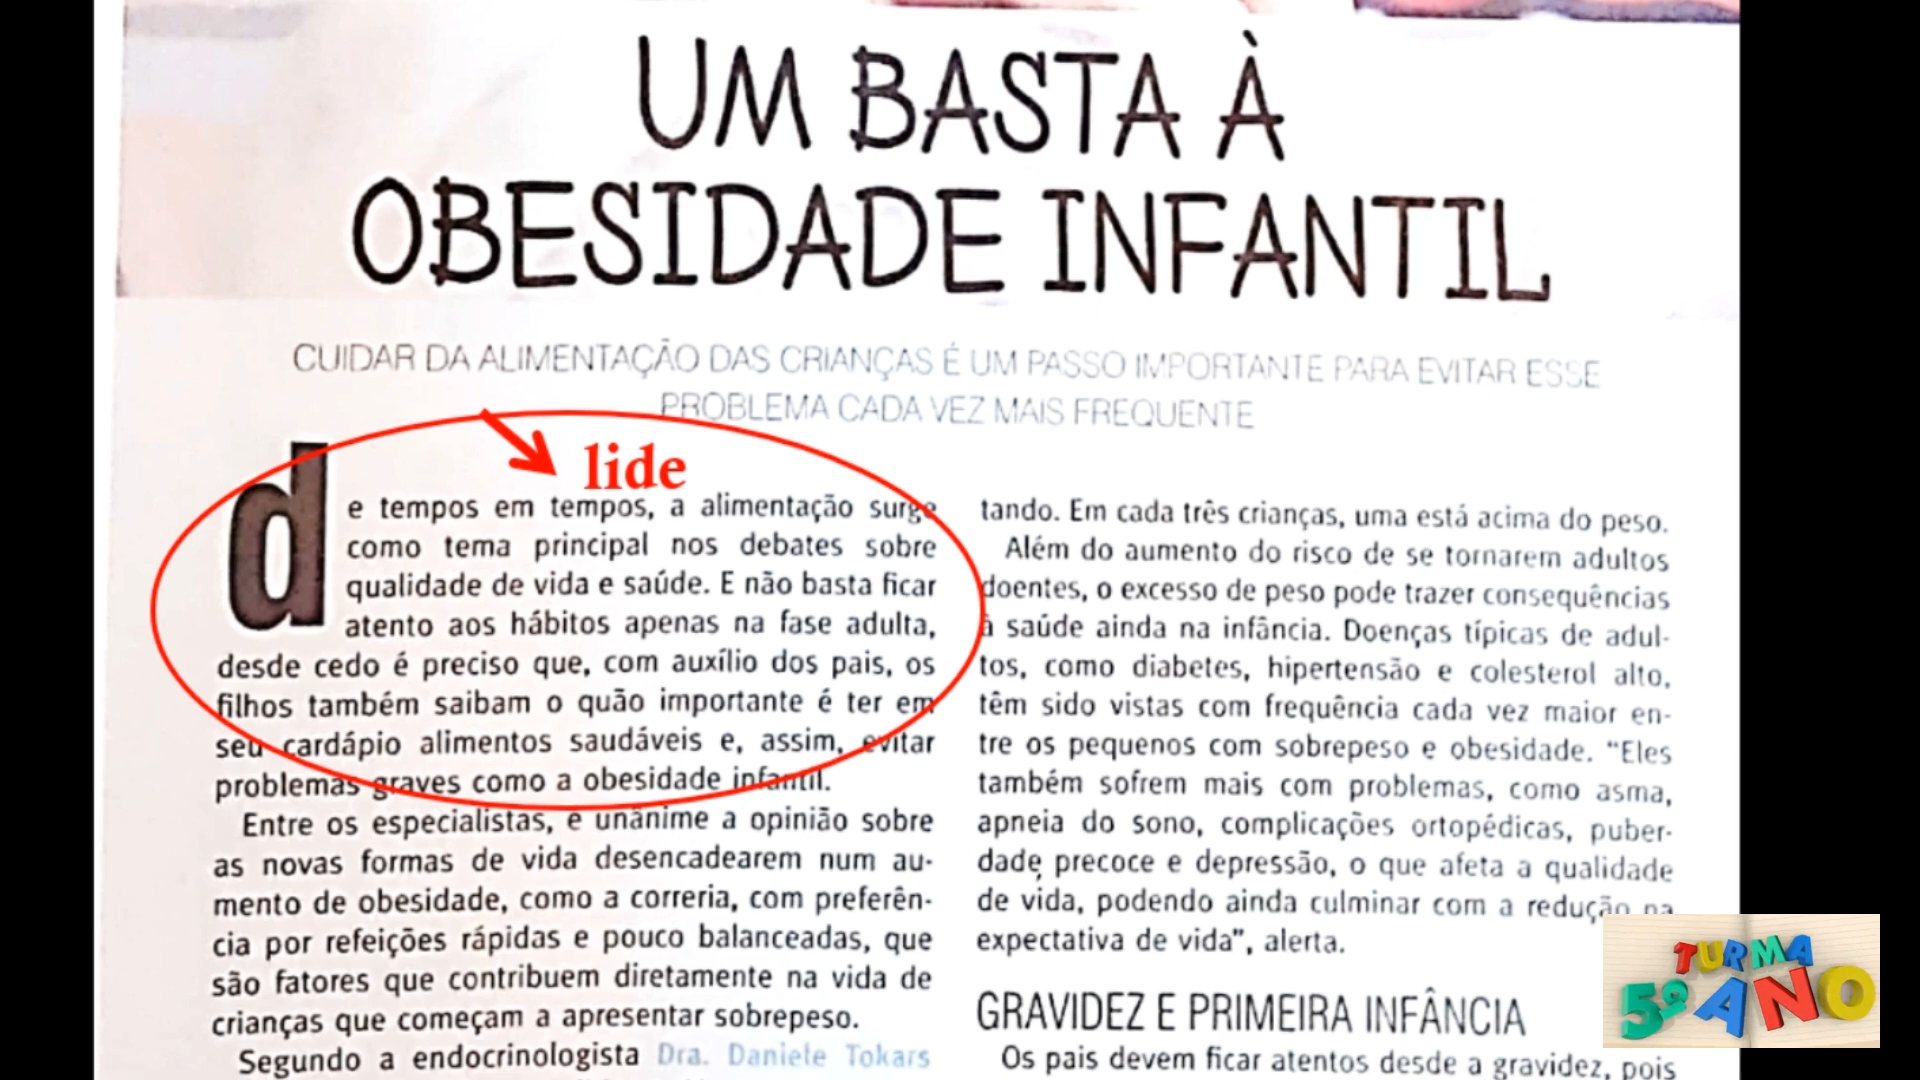 UM BASTA À
OBESIDADE INFANTIL
CUIDAR DA ALIMENTAÇÃO DAS CRIANÇAS É UM PASSO IMPORTANTE PARA EVITAR ESSE
PROBLEMA CADA VEZ MAIS FREQUENTE
lide
de tempos em tempos, a alimentação surge
como tema principal nos debates sobre
qualidade de vida e saúde. E não basta ficar
atento aos hábitos apenas na fase adulta,
desde cedo é preciso que, com auxílio dos pais, os
filhos também saibam o quão importante é ter em
seu cardápio alimentos saudáveis e, assim, evitar
problemas graves como a obesidade infantil.
Entre os especialistas, é unânime a opinião sobre
as novas formas de vida desencadearem num au-
mento de obesidade, como a correria, com preferên-
cia por refeições rápidas e pouco balanceadas, que
são fatores que contribuem diretamente na vida de
crianças que começam a apresentar sobrepeso.
Segundo a endocrinologista Dra. Daniele Tokars
tando. Em cada três crianças, uma está acima do peso.
Além do aumento do risco de se tornarem adultos
doentes, o excesso de peso pode trazer consequências
à saúde ainda na infância. Doenças típicas de adul-
tos, como diabetes, hipertensão e colesterol alto,
têm sido vistas com frequência cada vez maior en-
tre os pequenos com sobrepeso e obesidade. “Eles
também sofrem mais com problemas, como asma,
apneia do sono, complicações ortopédicas, puber-
dade precoce e depressão, o que afeta a qualidade
de vida, podendo ainda culminar com a redução na
expectativa de vida”, alerta.
GRAVIDEZ E PRIMEIRA INFÂNCIA
Os pais devem ficar atentos desde a gravidez, pois
TURMA
5º ANO